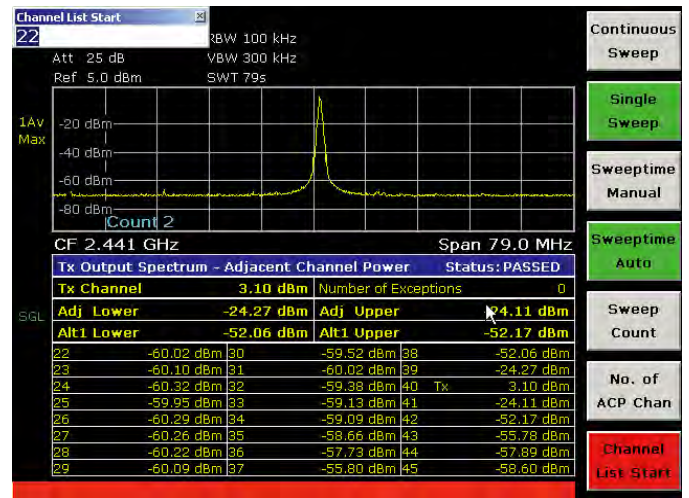 Channel List Start
22
RBW 100 kHz
Att 25 dB VBW 300 kHz
Ref 5.0 dBm SWT 79s
1Av
Max
-20 dBm
-40 dBm
-60 dBm
-80 dBm
Count 2
CF 2.441 GHz Span 79.0 MHz
Tx Output Spectrum - Adjacent Channel Power Status: PASSED
Tx Channel 3.10 dBm Number of Exceptions 0
SGL
Adj Lower -24.27 dBm Adj Upper 24.11 dBm
Alt1 Lower -52.06 dBm Alt1 Upper -52.17 dBm
22 -60.02 dBm 30 -59.52 dBm 38 -52.06 dBm
23 -60.10 dBm 31 -60.02 dBm 39 -24.27 dBm
24 -60.32 dBm 32 -59.38 dBm 40 Tx 3.10 dBm
25 -59.95 dBm 33 -59.13 dBm 41 -24.11 dBm
26 -60.29 dBm 34 -59.09 dBm 42 -52.17 dBm
27 -60.26 dBm 35 -58.66 dBm 43 -55.78 dBm
28 -60.22 dBm 36 -57.73 dBm 44 -57.89 dBm
29 -60.09 dBm 37 -55.80 dBm 45 -58.60 dBm
Continuous
Sweep
Single
Sweep
Sweeptime
Manual
Sweeptime
Auto
Sweep
Count
No. of
ACP Chan
Channel
List Start